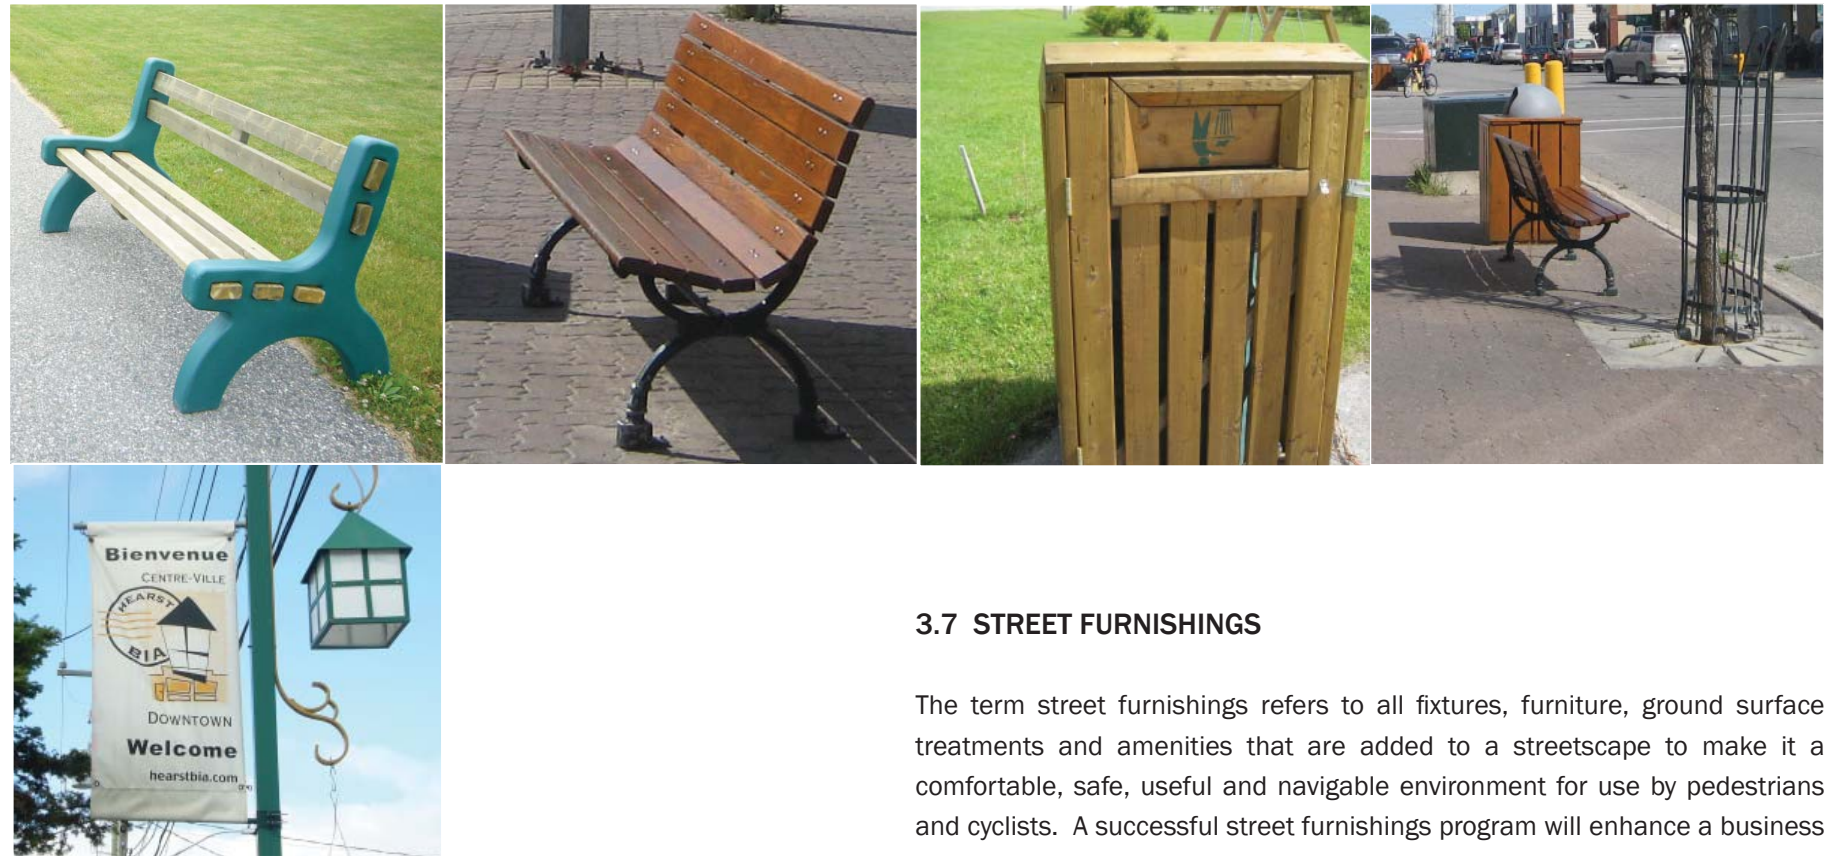 Bienvenue
CENTRE-VILLE
HEARST
BIA
DOWNTOWN
Welcome
hearstbia.com
3.7 STREET FURNISHINGS
The term street furnishings refers to all fixtures, furniture, ground surface
treatments and amenities that are added to a streetscape to make it a
comfortable, safe, useful and navigable environment for use by pedestrians
and cyclists. A successful street furnishings program will enhance a business